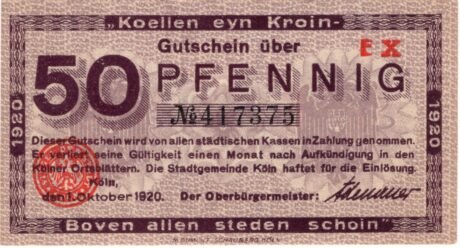 „Koellen eyn Kroin-
Gutschein über
EX
50 PFENNIG
№417375
1920
1920
Dieser Gutschein wird von allen städtischen Kassen in Zahlung genommen.
Er verliert seine Gültigkeit einen Monat nach Aufkündigung in den
Kölner Ortsblättern. Die Stadtgemeinde Köln haftet für die Einlösung.
Köln,
den 1. Oktober 1920. Der Oberbürgermeister: Adenauer
Boven allen steden schoin"